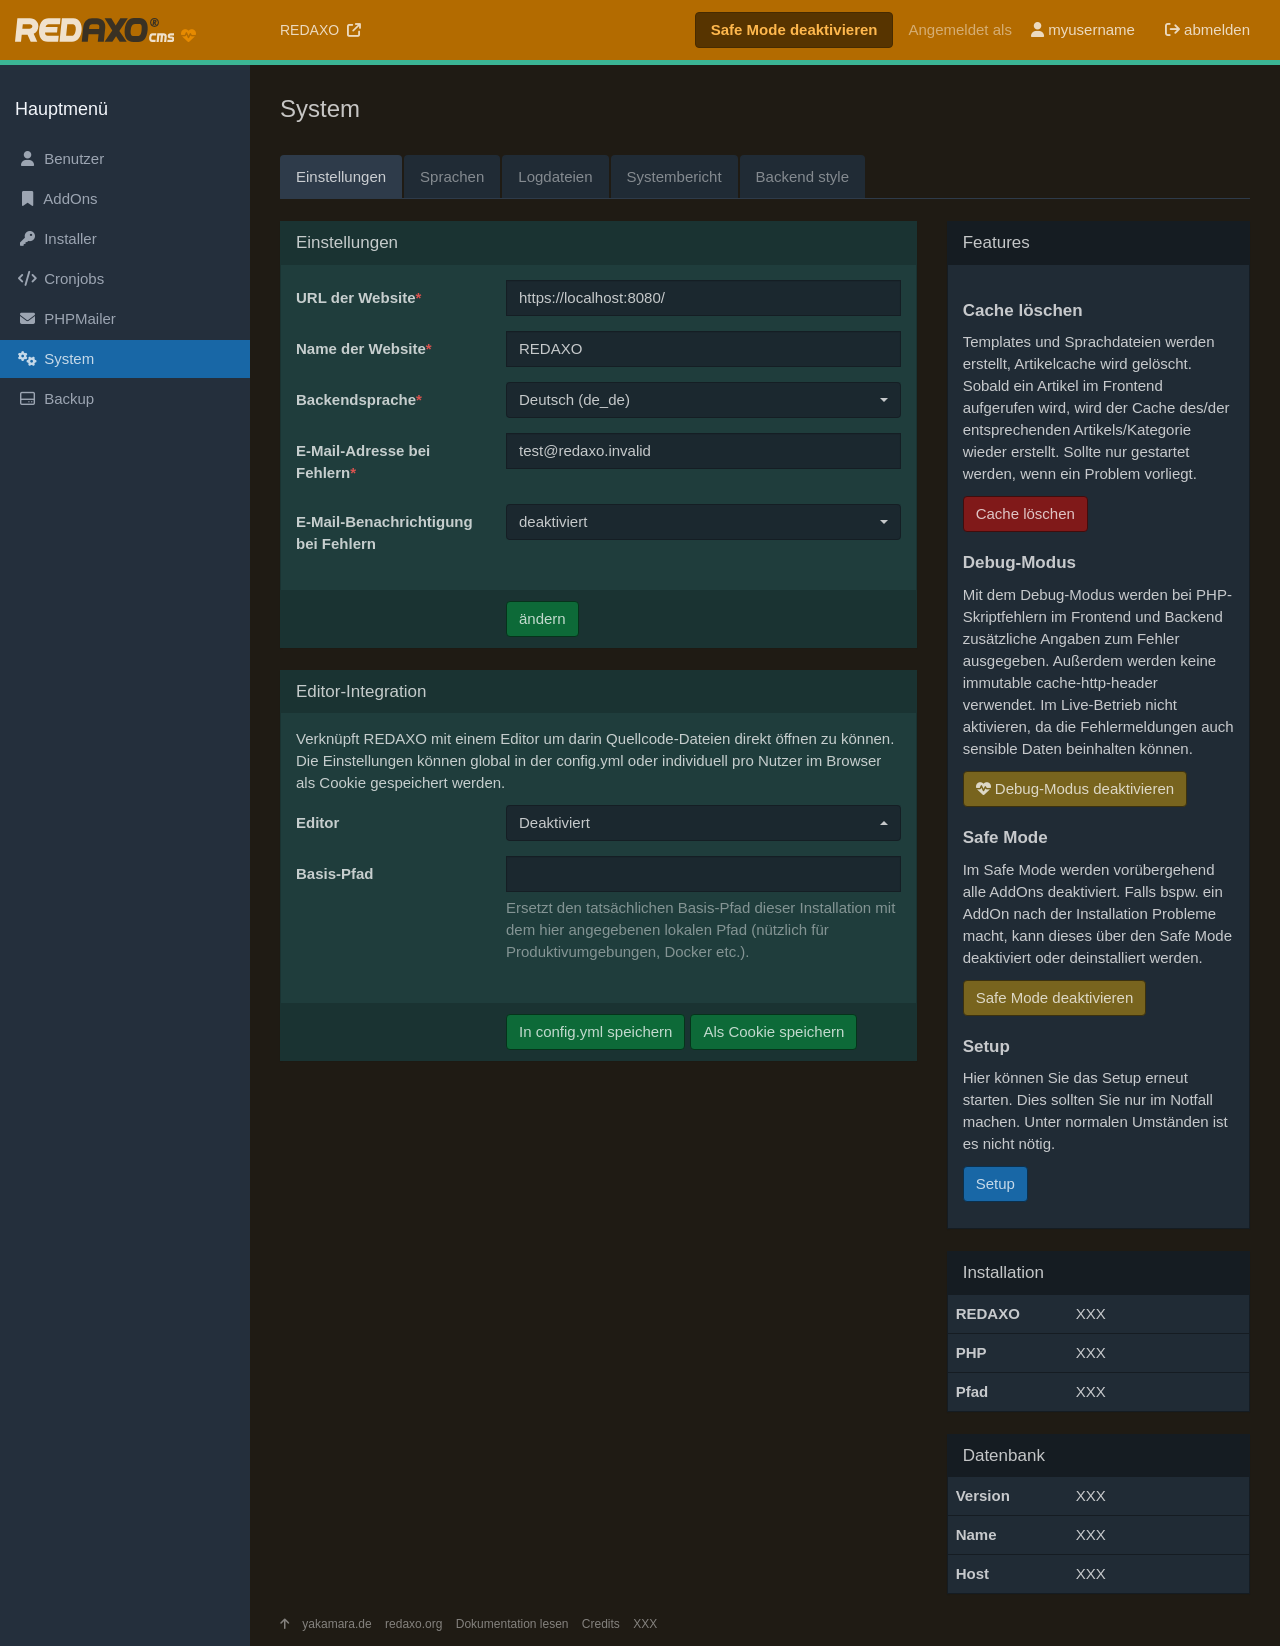 REDAXO® cms
REDAXO
Safe Mode deaktivieren
Angemeldet als
myusername
abmelden
Hauptmenü
Benutzer
AddOns
Installer
Cronjobs
PHPMailer
System
Backup
System
Einstellungen
Sprachen
Logdateien
Systembericht
Backend style
Einstellungen
URL der Website*
https://localhost:8080/
Name der Website*
REDAXO
Backendsprache*
Deutsch (de_de)
E-Mail-Adresse bei
Fehlern*
test@redaxo.invalid
E-Mail-Benachrichtigung
bei Fehlern
deaktiviert
ändern
Editor-Integration
Verknüpft REDAXO mit einem Editor um darin Quellcode-Dateien direkt öffnen zu können.
Die Einstellungen können global in der config.yml oder individuell pro Nutzer im Browser
als Cookie gespeichert werden.
Editor
Deaktiviert
Basis-Pfad
Ersetzt den tatsächlichen Basis-Pfad dieser Installation mit
dem hier angegebenen lokalen Pfad (nützlich für
Produktivumgebungen, Docker etc.).
In config.yml speichern
Als Cookie speichern
Features
Cache löschen
Templates und Sprachdateien werden
erstellt, Artikelcache wird gelöscht.
Sobald ein Artikel im Frontend
aufgerufen wird, wird der Cache des/der
entsprechenden Artikels/Kategorie
wieder erstellt. Sollte nur gestartet
werden, wenn ein Problem vorliegt.
Cache löschen
Debug-Modus
Mit dem Debug-Modus werden bei PHP-
Skriptfehlern im Frontend und Backend
zusätzliche Angaben zum Fehler
ausgegeben. Außerdem werden keine
immutable cache-http-header
verwendet. Im Live-Betrieb nicht
aktivieren, da die Fehlermeldungen auch
sensible Daten beinhalten können.
Debug-Modus deaktivieren
Safe Mode
Im Safe Mode werden vorübergehend
alle AddOns deaktiviert. Falls bspw. ein
AddOn nach der Installation Probleme
macht, kann dieses über den Safe Mode
deaktiviert oder deinstalliert werden.
Safe Mode deaktivieren
Setup
Hier können Sie das Setup erneut
starten. Dies sollten Sie nur im Notfall
machen. Unter normalen Umständen ist
es nicht nötig.
Setup
Installation
REDAXO XXX
PHP XXX
Pfad XXX
Datenbank
Version XXX
Name XXX
Host XXX
yakamara.de redaxo.org Dokumentation lesen Credits XXX